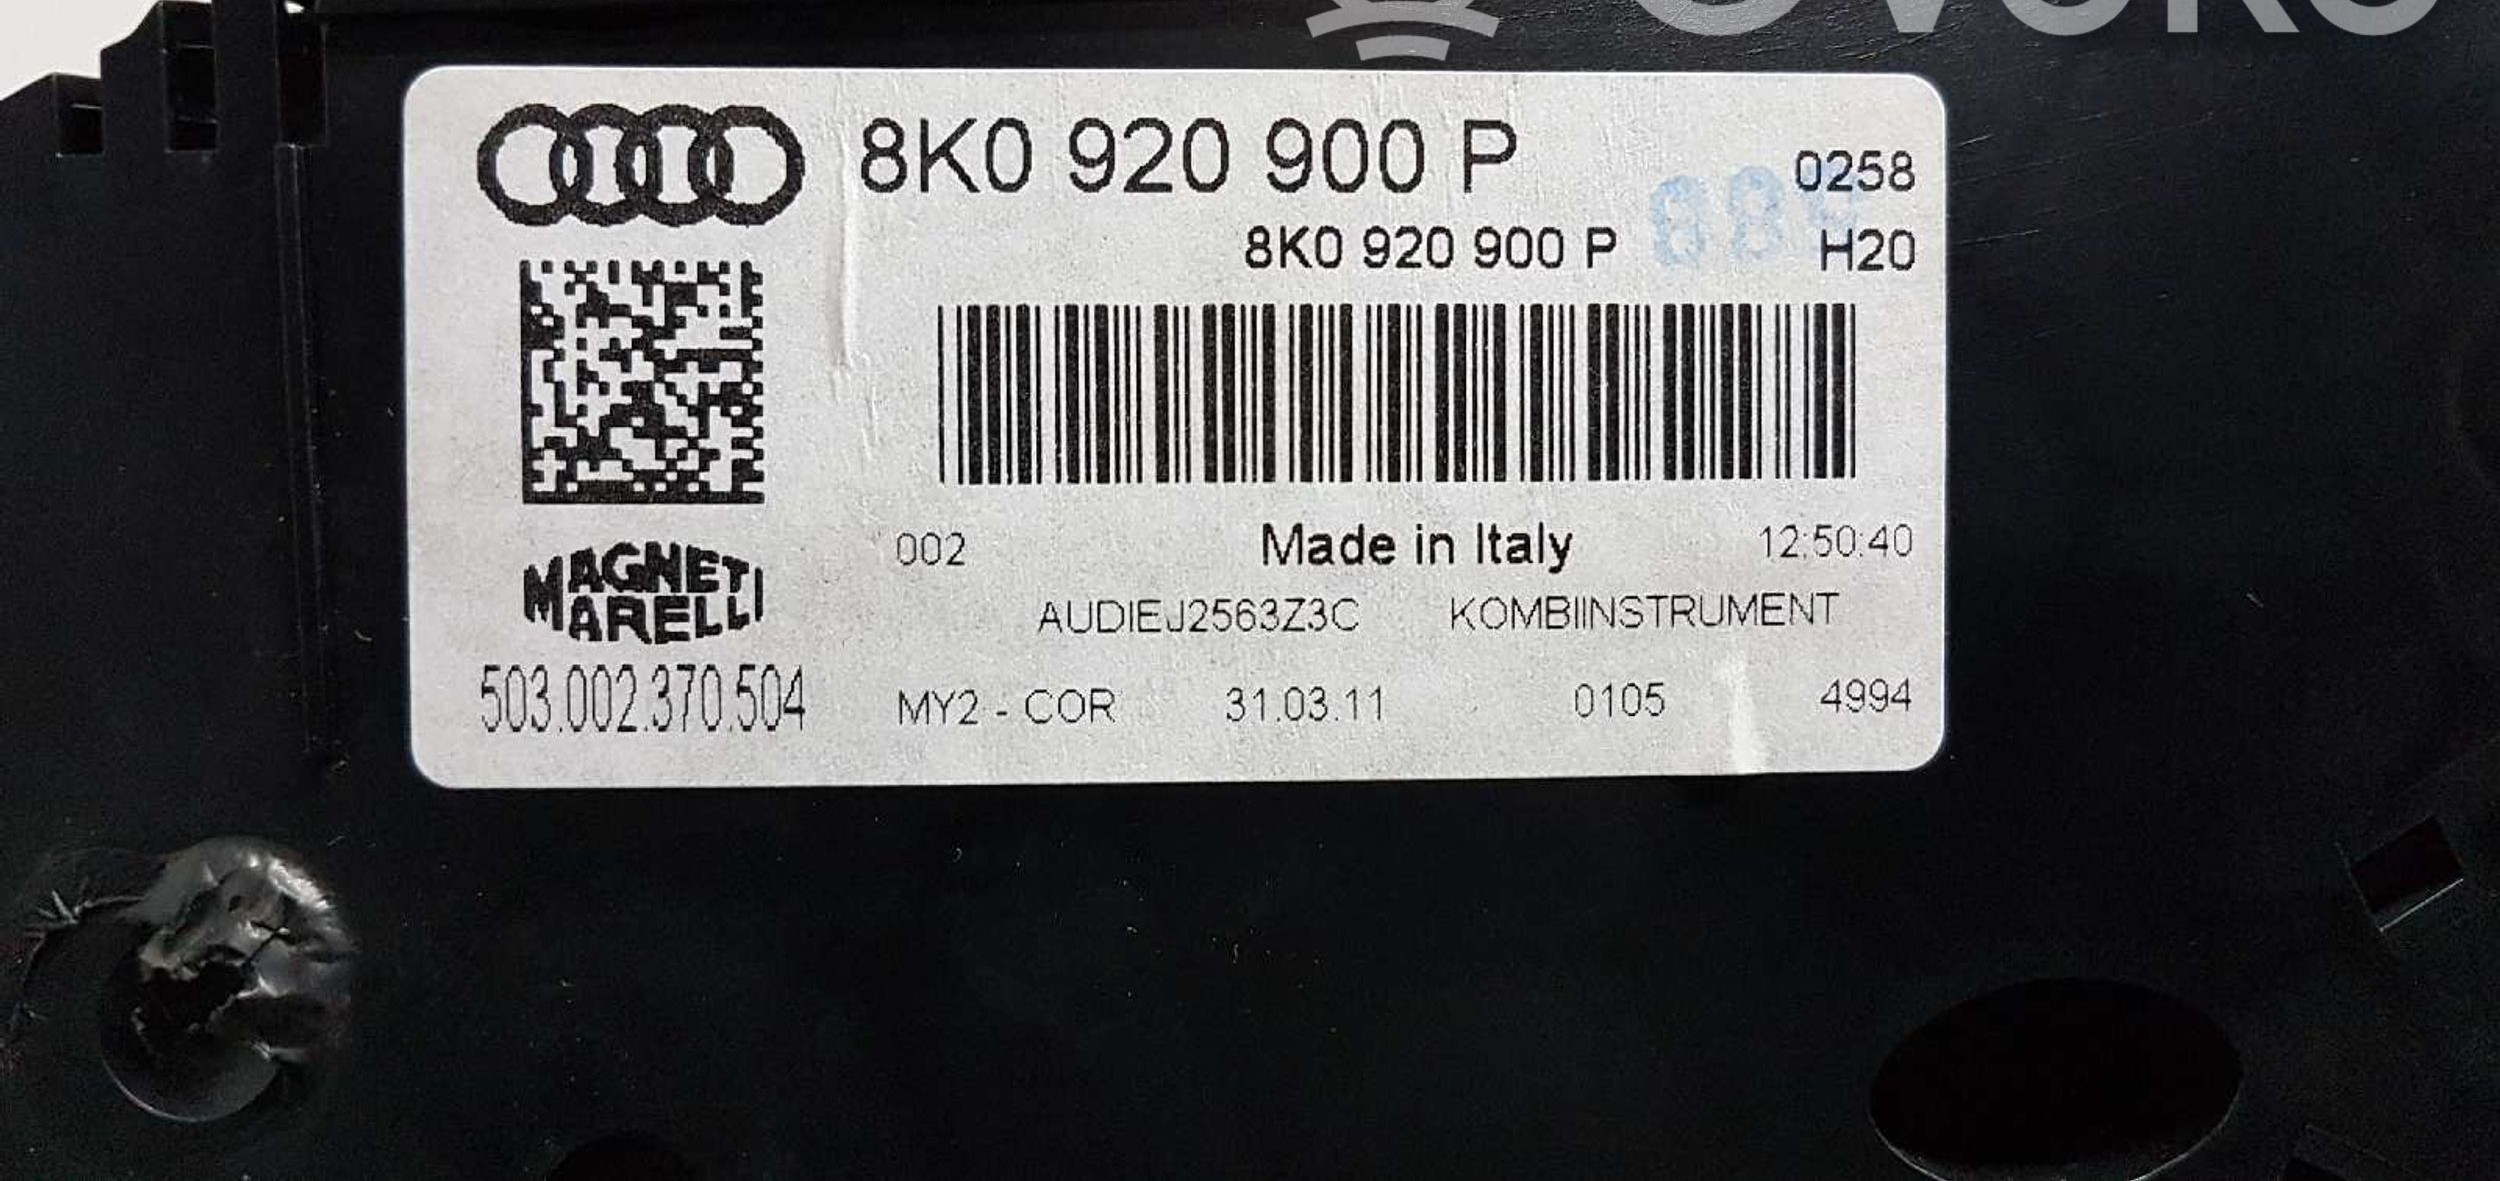 8K0 920 900 P
0258
8K0 920 900 P
H20
002 Made in Italy 12:50:40
MAGNETI
MARELLI
AUDIEJ2563Z3C KOMBIINSTRUMENT
503.002.370.504
MY2 - COR 31.03.11 0105 4994